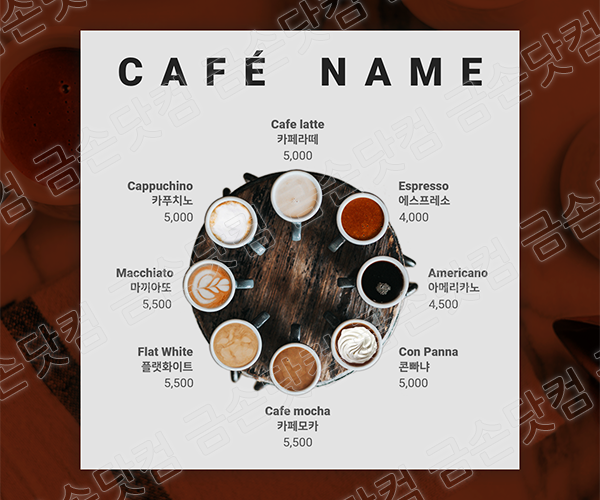 CAFÉ NAME
Cafe latte
카페라떼
5,000
Cappuchino
카푸치노
5,000
Espresso
에스프레소
4,000
Macchiato
마끼아또
5,500
Americano
아메리카노
4,500
Flat White
플랫화이트
5,500
Con Panna
콘빠냐
5,000
Cafe mocha
카페모카
5,500
금손닷컴